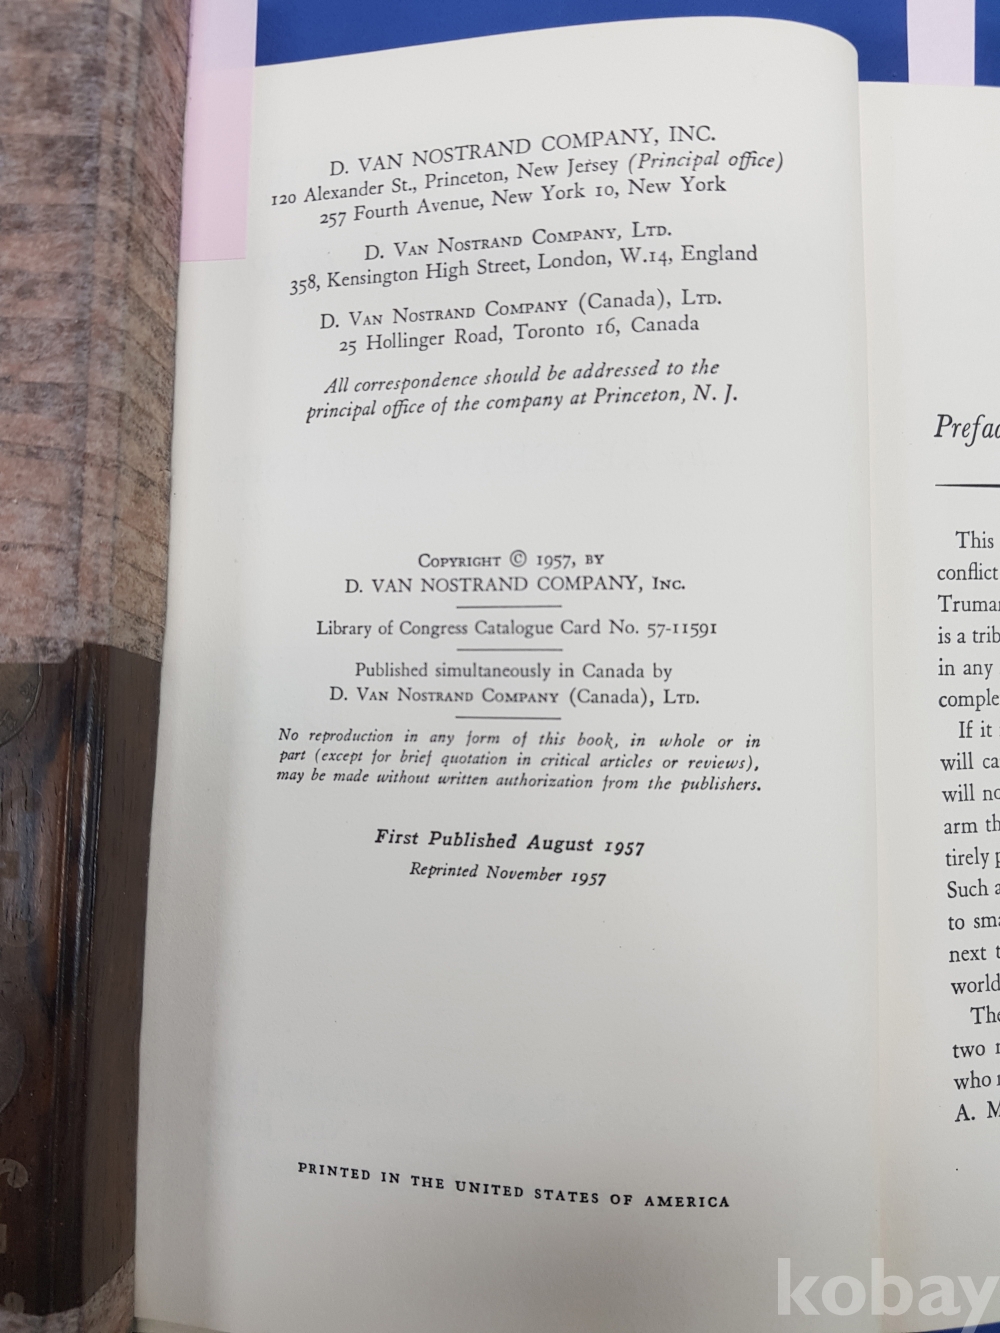 D. VAN NOSTRAND COMPANY, INC.
120 Alexander St., Princeton, New Jersey (Principal office)
257 Fourth Avenue, New York 10, New York
D. VAN NOSTRAND COMPANY, LTD.
358, Kensington High Street, London, W.14, England
D. VAN NOSTRAND COMPANY (Canada), LTD.
25 Hollinger Road, Toronto 16, Canada
All correspondence should be addressed to the
principal office of the company at Princeton, N. J.
COPYRIGHT © 1957, BY
D. VAN NOSTRAND COMPANY, INC.
Library of Congress Catalogue Card No. 57-11591
Published simultaneously in Canada by
D. VAN NOSTRAND COMPANY (Canada), LTD.
No reproduction in any form of this book, in whole or in
part (except for brief quotation in critical articles or reviews),
may be made without written authorization from the publishers.
First Published August 1957
Reprinted November 1957
PRINTED IN THE UNITED STATES OF AMERICA
This
conflict
is a
in any
If it
will
will
arm
tirely
Such
to
next
world
two
who
A.
kobay